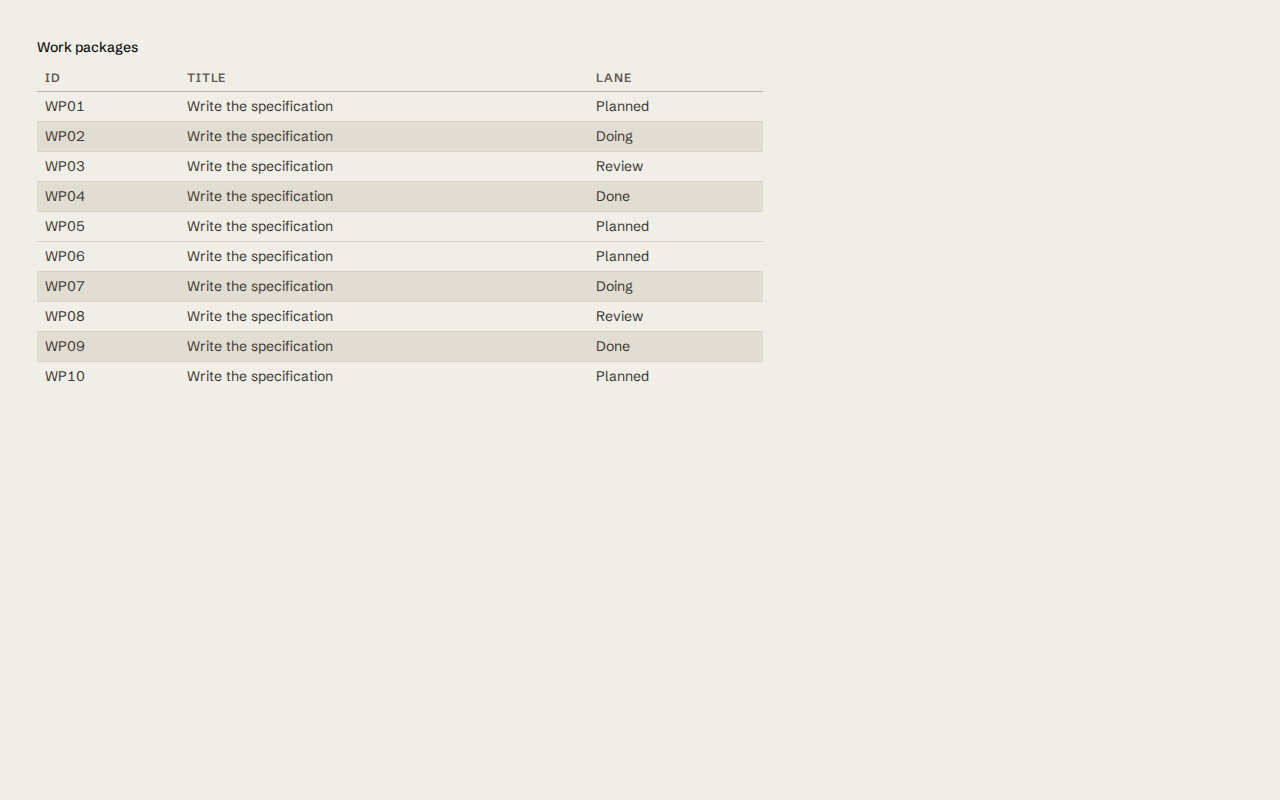 Work packages
ID TITLE LANE
WP01 Write the specification Planned
WP02 Write the specification Doing
WP03 Write the specification Review
WP04 Write the specification Done
WP05 Write the specification Planned
WP06 Write the specification Planned
WP07 Write the specification Doing
WP08 Write the specification Review
WP09 Write the specification Done
WP10 Write the specification Planned